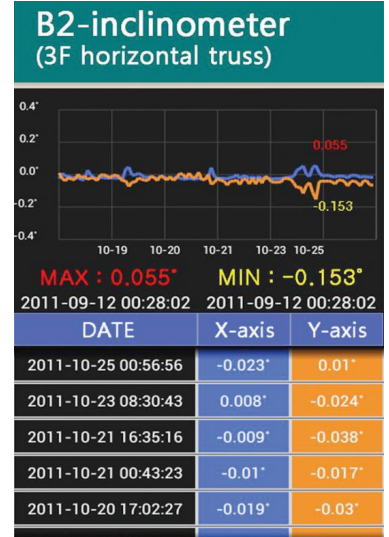 B2-inclinometer
(3F horizontal truss)
0.4°
0.2°
0.0°
-0.2°
-0.4°
0.055
-0.153
10-19 10-20 10-21 10-23 10-25
MAX : 0.055° MIN : -0.153°
2011-09-12 00:28:02 2011-09-12 00:28:02
DATE X-axis Y-axis
2011-10-25 00:56:56 -0.023° 0.01°
2011-10-23 08:30:43 0.008° -0.024°
2011-10-21 16:35:16 -0.009° -0.038°
2011-10-21 00:43:23 -0.01° -0.017°
2011-10-20 17:02:27 -0.019° -0.03°